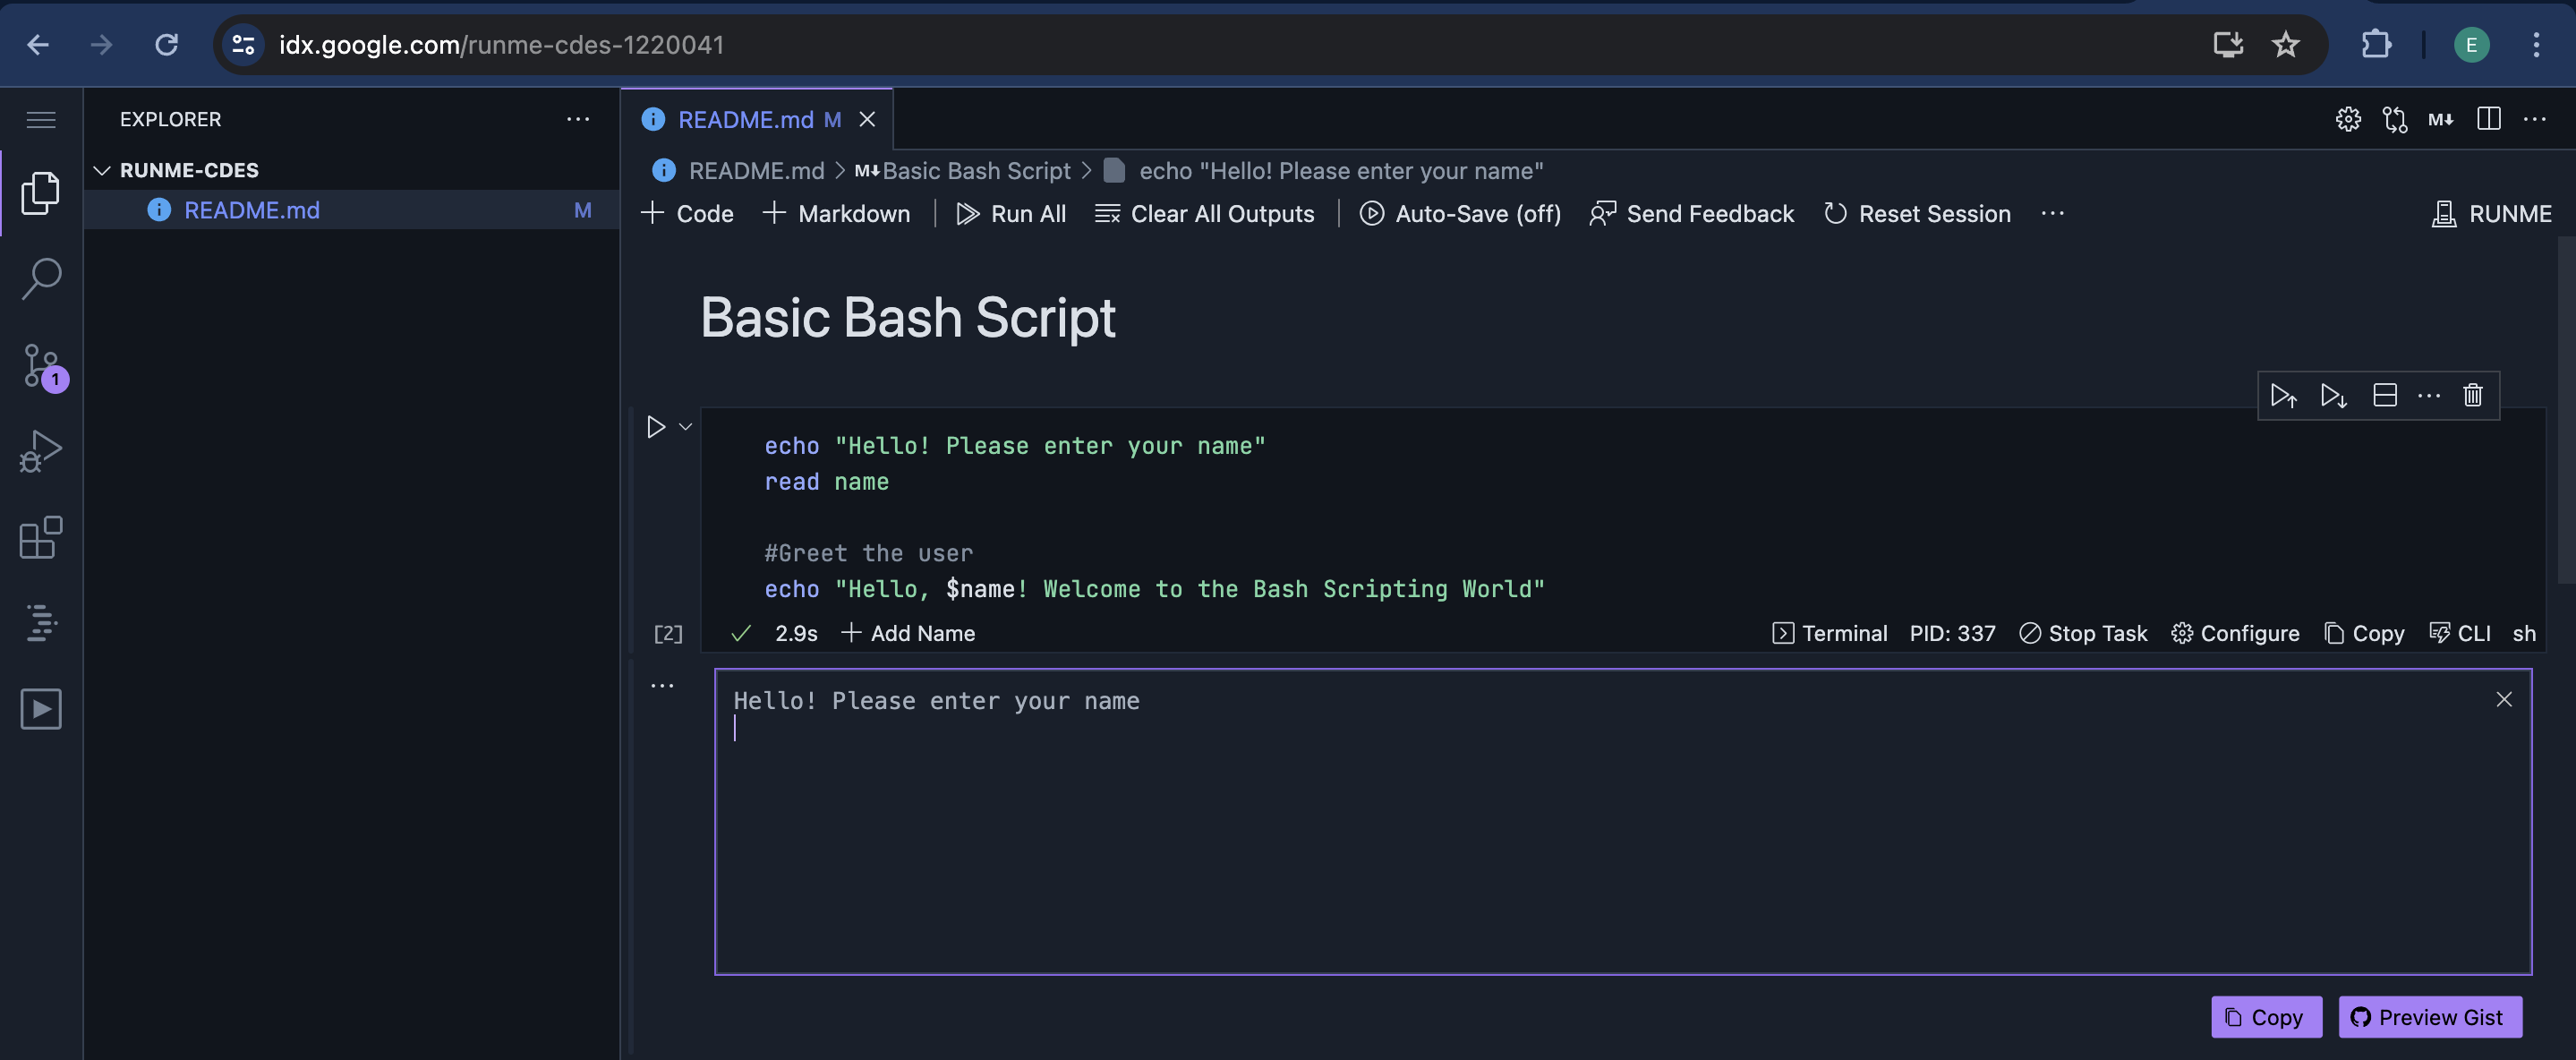 idx.google.com/runme-cdes-1220041
E
EXPLORER
RUNME-CDES
README.md M
1
README.md M
M↓
README.md > M↓Basic Bash Script > echo "Hello! Please enter your name"
+ Code + Markdown Run All Clear All Outputs Auto-Save (off) Send Feedback Reset Session ... RUNME
Basic Bash Script
echo "Hello! Please enter your name"
read name
#Greet the user
echo "Hello, $name! Welcome to the Bash Scripting World"
[2] 2.9s + Add Name Terminal PID: 337 Stop Task Configure Copy CLI sh
Hello! Please enter your name
Copy Preview Gist